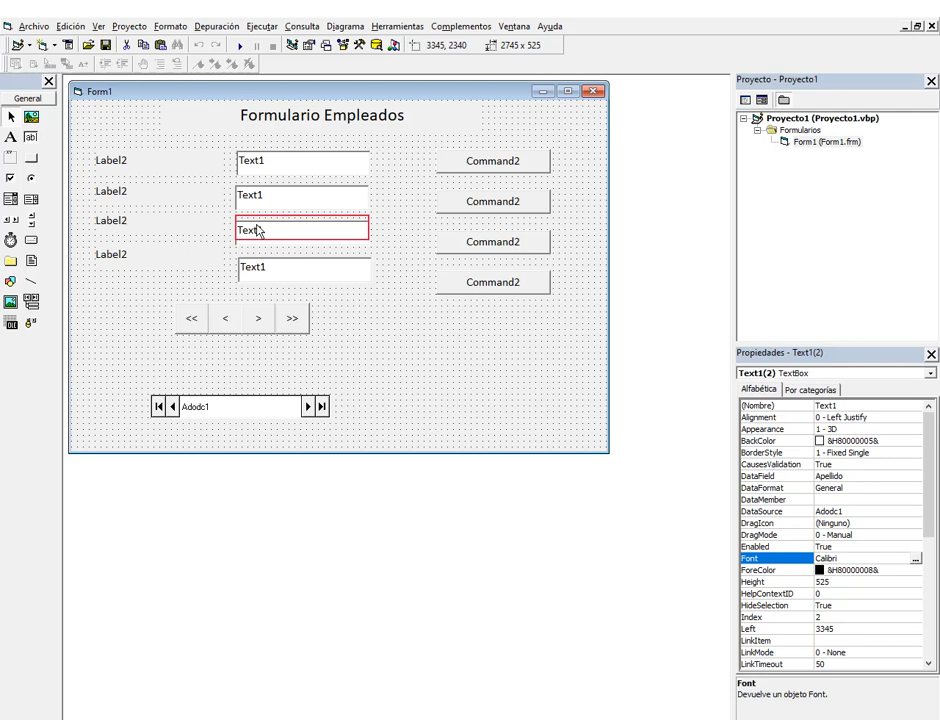 Archivo Edición Ver Proyecto Formato Depuración Ejecutar Consulta Diagrama Herramientas Complementos Ventana Ayuda
3345, 2340 2745 x 525
General
Form1
Formulario Empleados
Label2 Text1 Command2
Label2 Text1 Command2
Label2 Text Command2
Label2 Text1 Command2
<< < > >>
Adodc1
Proyecto - Proyecto1
Proyecto1 (Proyecto1.vbp)
Formularios
Form1 (Form1.frm)
Propiedades - Text1(2)
Text1(2) TextBox
Alfabética Por categorías
(Nombre) Text1
Alignment 0 - Left Justify
Appearance 1 - 3D
BackColor &H80000005&
BorderStyle 1 - Fixed Single
CausesValidation True
DataField Apellido
DataFormat General
DataMember
DataSource Adodc1
DragIcon (Ninguno)
DragMode 0 - Manual
Enabled True
Font Calibri ...
ForeColor &H80000008&
Height 525
HelpContextID 0
HideSelection True
Index 2
Left 3345
LinkItem
LinkMode 0 - None
LinkTimeout 50
Font
Devuelve un objeto Font.